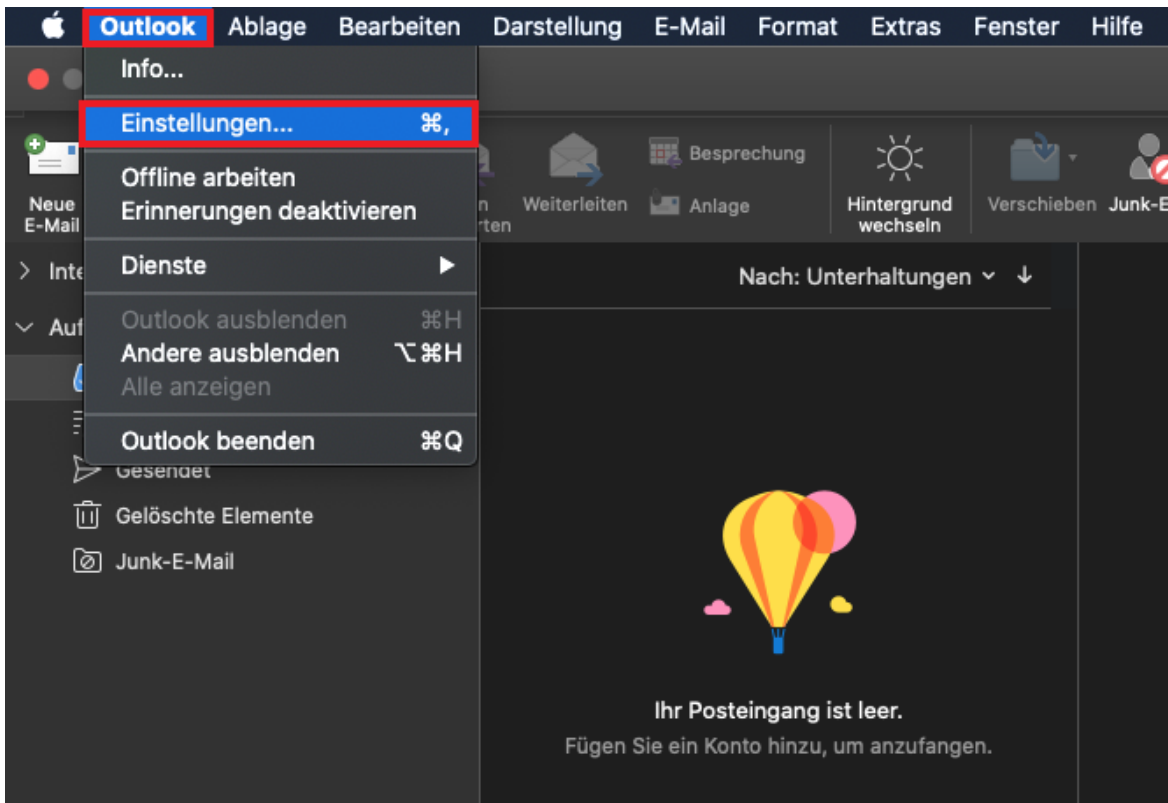 Outlook Ablage Bearbeiten Darstellung E-Mail Format Extras Fenster Hilfe
Info...
Einstellungen... ⌘,
Offline arbeiten
Erinnerungen deaktivieren
Dienste
Outlook ausblenden ⌘H
Andere ausblenden ⌥⌘H
Alle anzeigen
Outlook beenden ⌘Q
Neue
E-Mail
Weiterleiten
Besprechung
Anlage
Hintergrund
wechseln
Verschieben
Junk-E
Nach: Unterhaltungen
Gesendet
Gelöschte Elemente
Junk-E-Mail
Ihr Posteingang ist leer.
Fügen Sie ein Konto hinzu, um anzufangen.